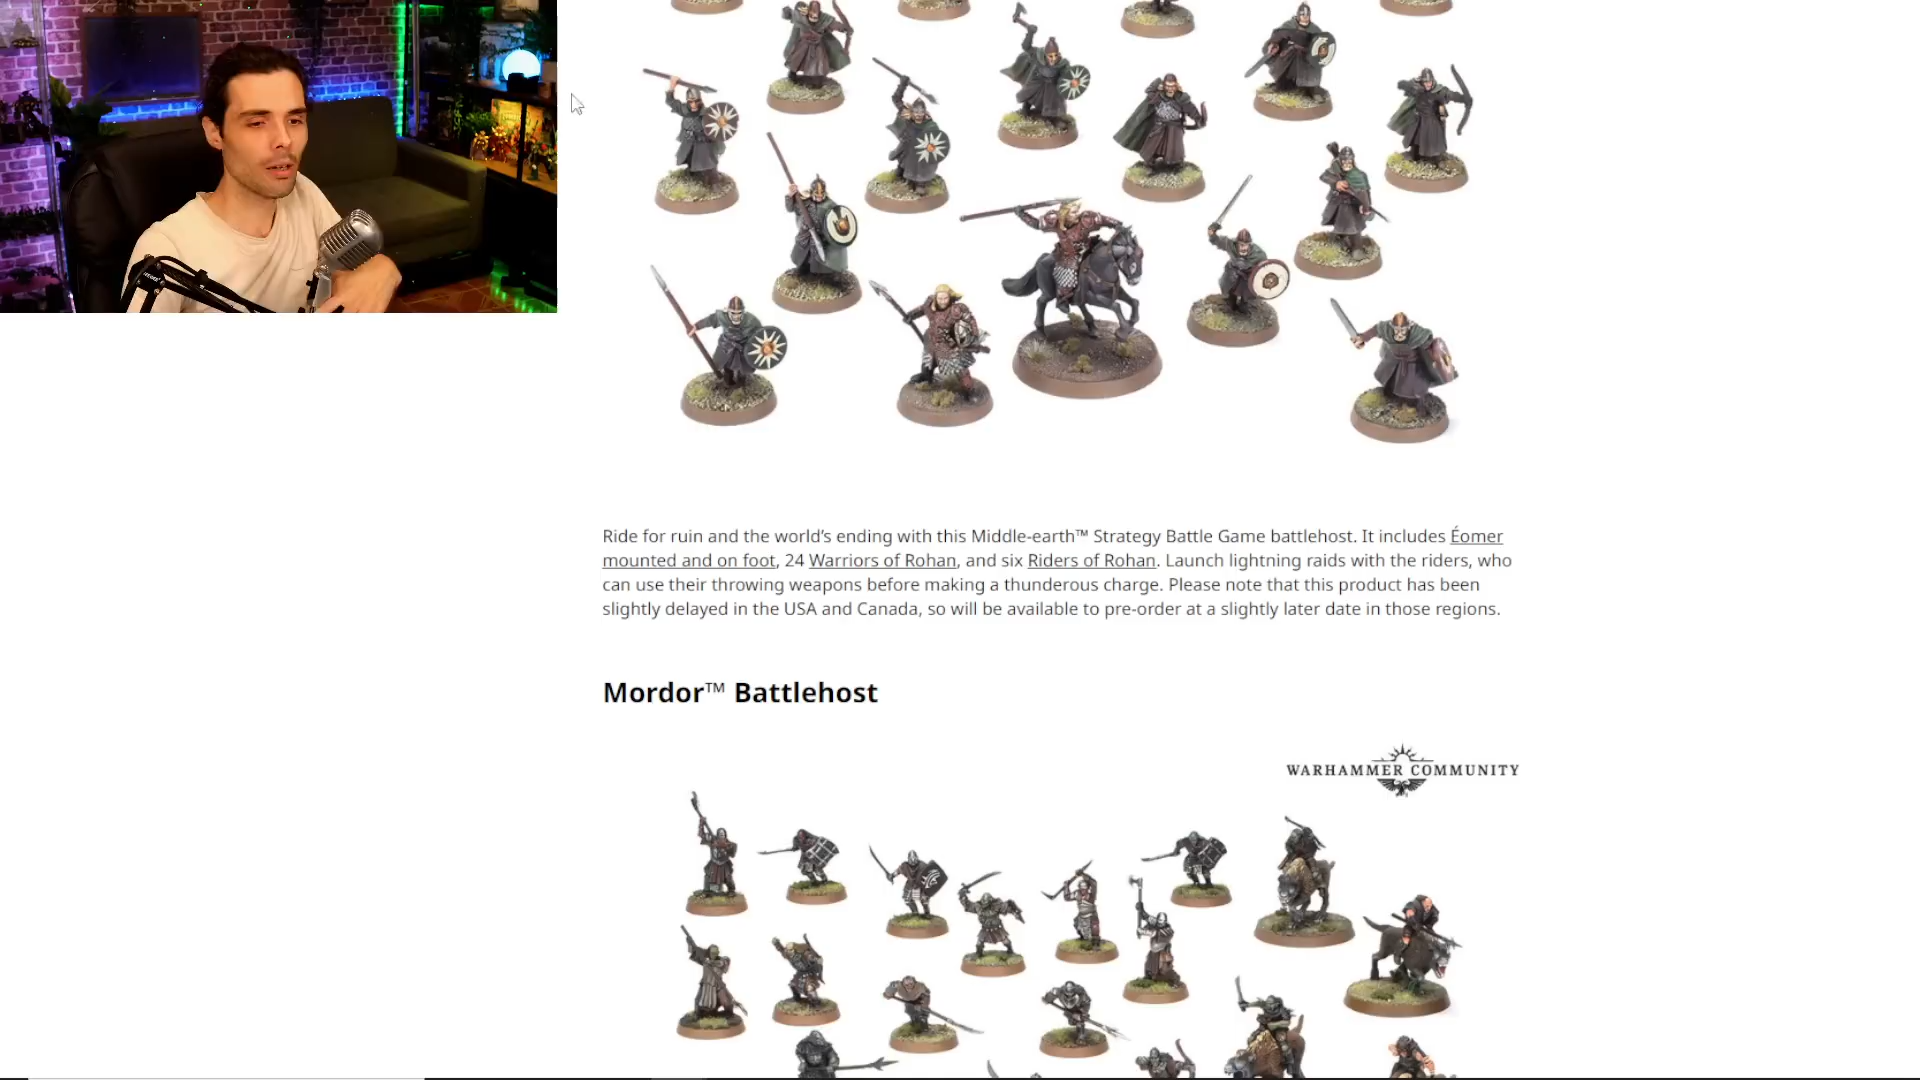 Ride for ruin and the world’s ending with this Middle-earth™ Strategy Battle Game battlehost. It includes Éomer
mounted and on foot, 24 Warriors of Rohan, and six Riders of Rohan. Launch lightning raids with the riders, who
can use their throwing weapons before making a thunderous charge. Please note that this product has been
slightly delayed in the USA and Canada, so will be available to pre-order at a slightly later date in those regions.
Mordor™ Battlehost
WARHAMMER COMMUNITY